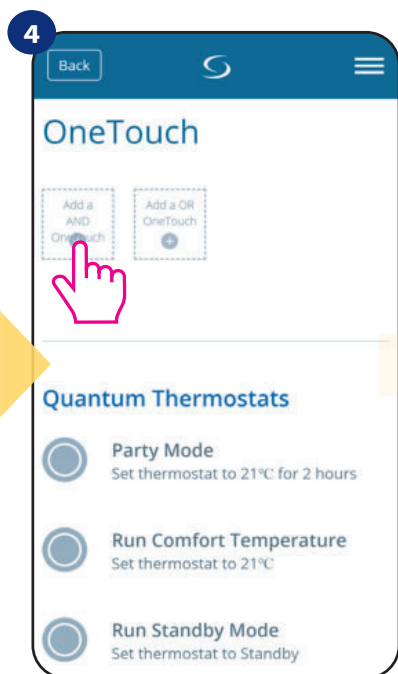 4
Back
OneTouch
Add a
AND
OneTouch
Add a OR
OneTouch
Quantum Thermostats
Party Mode
Set thermostat to 21°C for 2 hours
Run Comfort Temperature
Set thermostat to 21°C
Run Standby Mode
Set thermostat to Standby